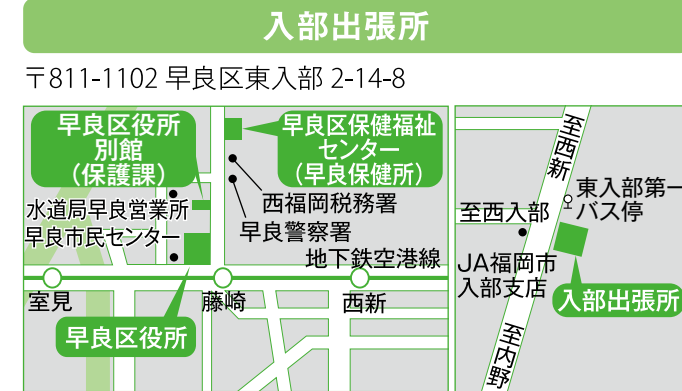 入部出張所
〒811-1102 早良区東入部 2-14-8
早良区役所
別館
（保護課）
早良区保健福祉
センター
（早良保健所）
水道局早良営業所
早良市民センター
西福岡税務署
早良警察署
地下鉄空港線
室見
藤崎
西新
早良区役所
至西新
東入部第一
バス停
至西入部
JA福岡市
入部支店
入部出張所
至内野